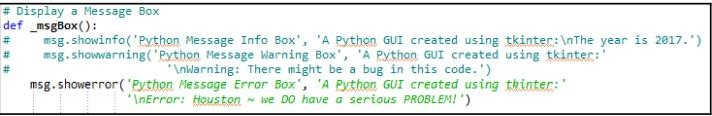 # Display a Message Box
def _msgBox():
#     msg.showinfo('Python Message Info Box', 'A Python GUI created using tkinter:\nThe year is 2017.')
#     msg.showwarning('Python Message Warning Box', 'A Python GUI created using tkinter:'
#                     '\nWarning: There might be a bug in this code.')
    msg.showerror('Python Message Error Box', 'A Python GUI created using tkinter:'
                  '\nError: Houston ~ we DO have a serious PROBLEM!')